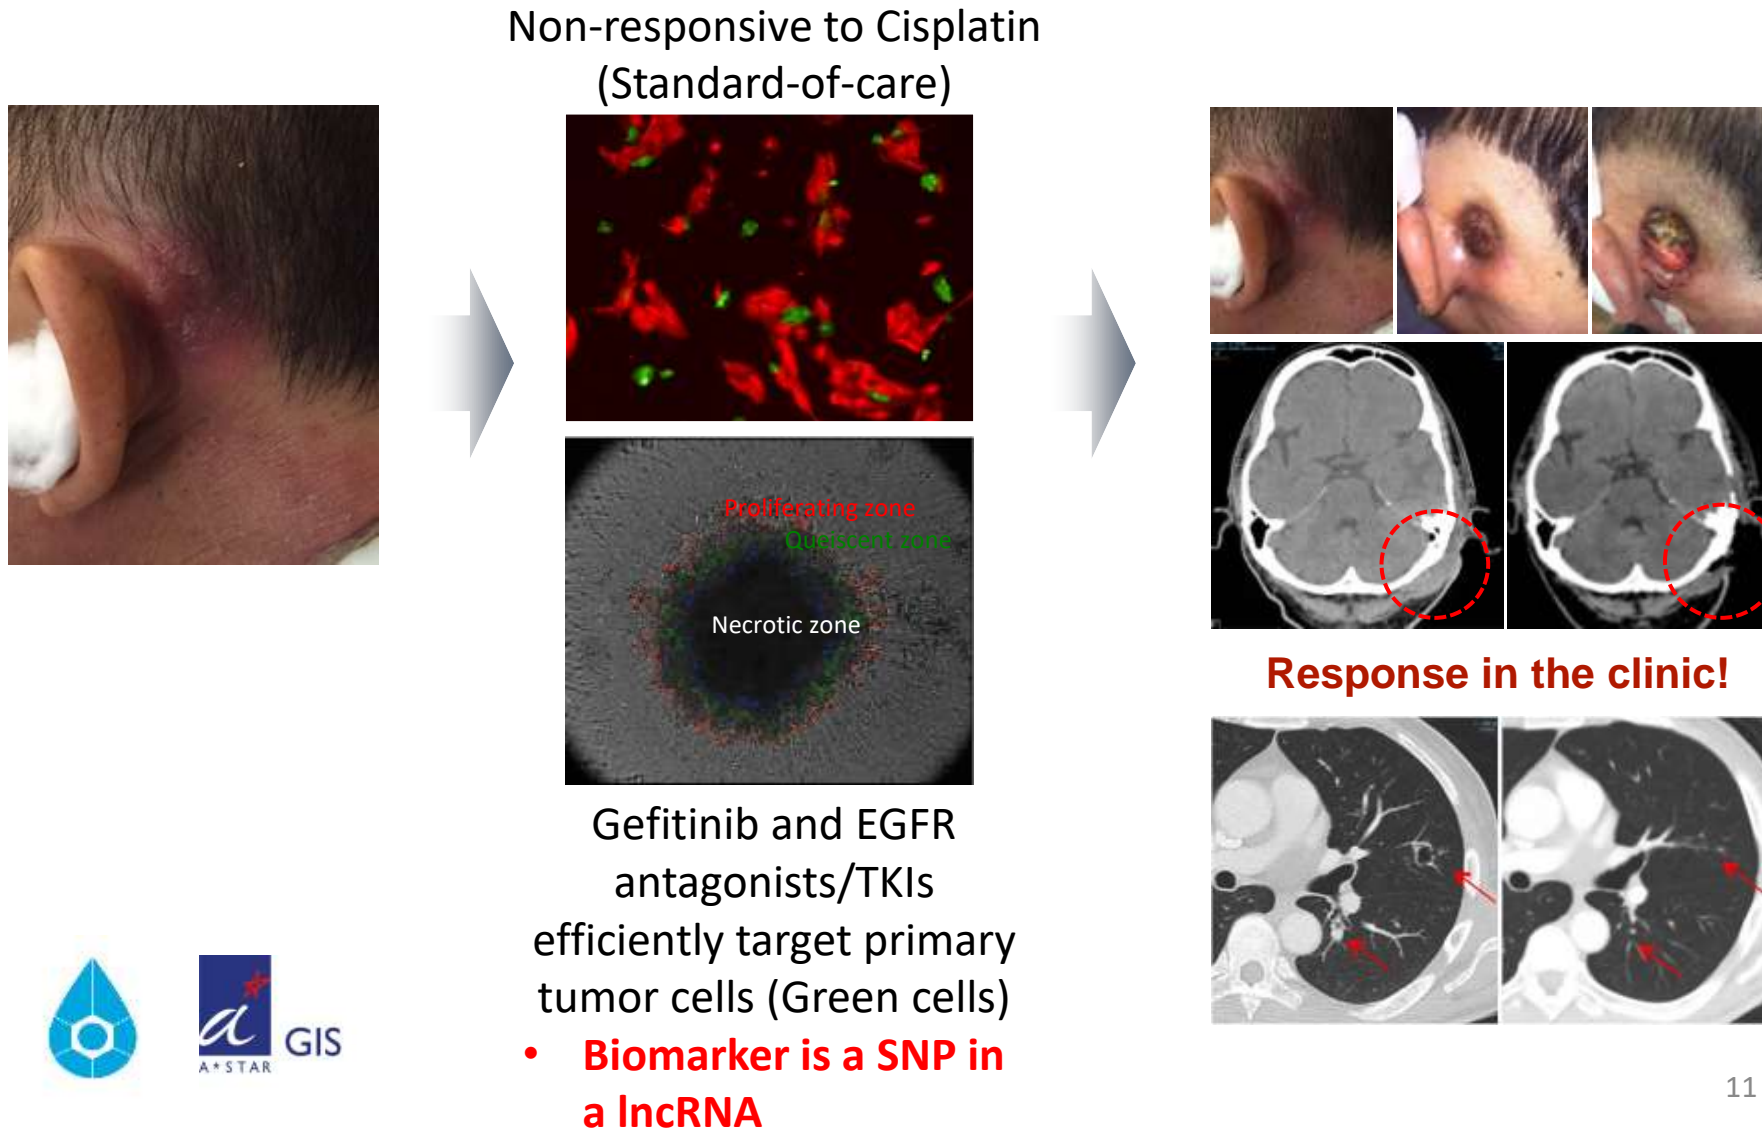 Non-responsive to Cisplatin
(Standard-of-care)
Proliferating zone
Queiscent zone
Necrotic zone
Gefitinib and EGFR
antagonists/TKIs
efficiently target primary
tumor cells (Green cells)
• Biomarker is a SNP in
a lncRNA
Response in the clinic!
a
A*STAR
GIS
11